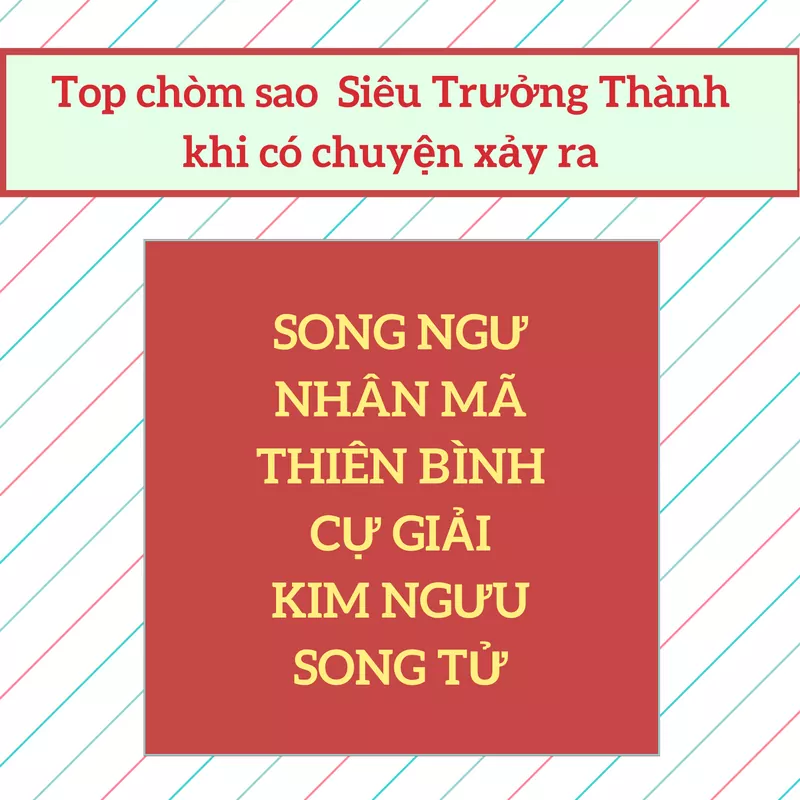 Top chòm sao Siêu Trưởng Thành
khi có chuyện xảy ra
SONG NGƯ
NHÂN MÃ
THIÊN BÌNH
CỰ GIẢI
KIM NGƯU
SONG TỬ